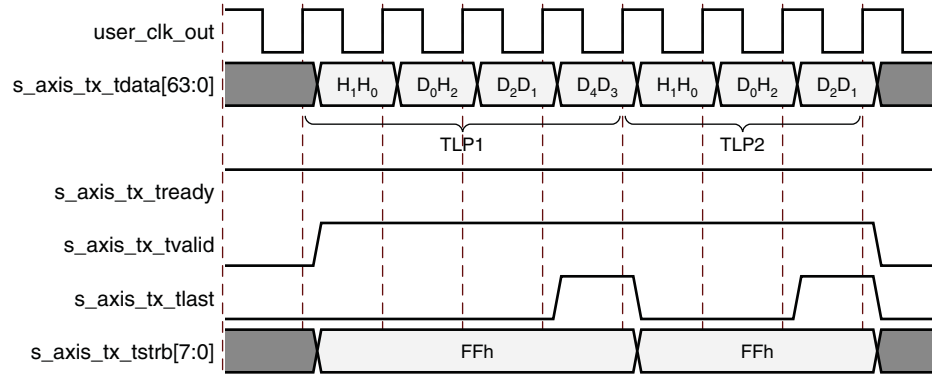 user_clk_out
s_axis_tx_tdata[63:0] H₁H₀ D₀H₂ D₂D₁ D₄D₃ H₁H₀ D₀H₂ D₂D₁
TLP1 TLP2
s_axis_tx_tready
s_axis_tx_tvalid
s_axis_tx_tlast
s_axis_tx_tstrb[7:0] FFh FFh